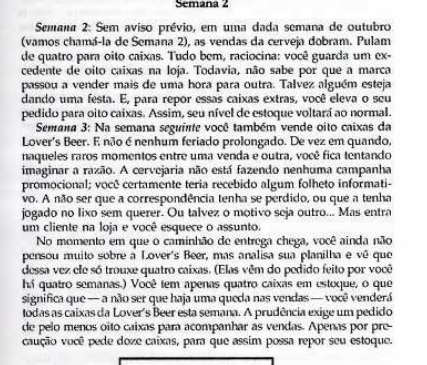 Semana 2
Semana 2: Sem aviso prévio, em uma dada semana de outubro
(vamos chamá-la de Semana 2), as vendas da cerveja dobram. Pulam
de quatro para oito caixas. Tudo bem, raciocina: você guarda um ex-
cedente de oito caixas na loja. Todavia, não sabe por que a marca
passou a vender mais de uma hora para outra. Talvez alguém esteja
dando uma festa. E, para repor essas caixas extras, você eleva o seu
pedido para oito caixas. Assim, seu nível de estoque voltará ao normal.
Semana 3: Na semana seguinte você também vende oito caixas da
Lover's Beer. E não é nenhum feriado prolongado. De vez em quando,
naqueles raros momentos entre uma venda e outra, você fica tentando
imaginar a razão. A cervejaria não está fazendo nenhuma campanha
promocional; você certamente teria recebido algum folheto informati-
vo. A não ser que a correspondência tenha se perdido, ou que a tenha
jogado no lixo sem querer. Ou talvez o motivo seja outro... Mas entra
um cliente na loja e você esquece o assunto.
No momento em que o caminhão de entrega chega, você ainda não
pensou muito sobre a Lover's Beer, mas analisa sua planilha e vê que
dessa vez ele só trouxe quatro caixas. (Elas vêm do pedido feito por você
há quatro semanas.) Você tem apenas quatro caixas em estoque, o que
significa que — a não ser que haja uma queda nas vendas — você venderá
todas as caixas da Lover's Beer esta semana. A prudência exige um pedido
de pelo menos oito caixas para acompanhar as vendas. Apenas por pre-
caução você pede doze caixas, para que assim possa repor seu estoque.